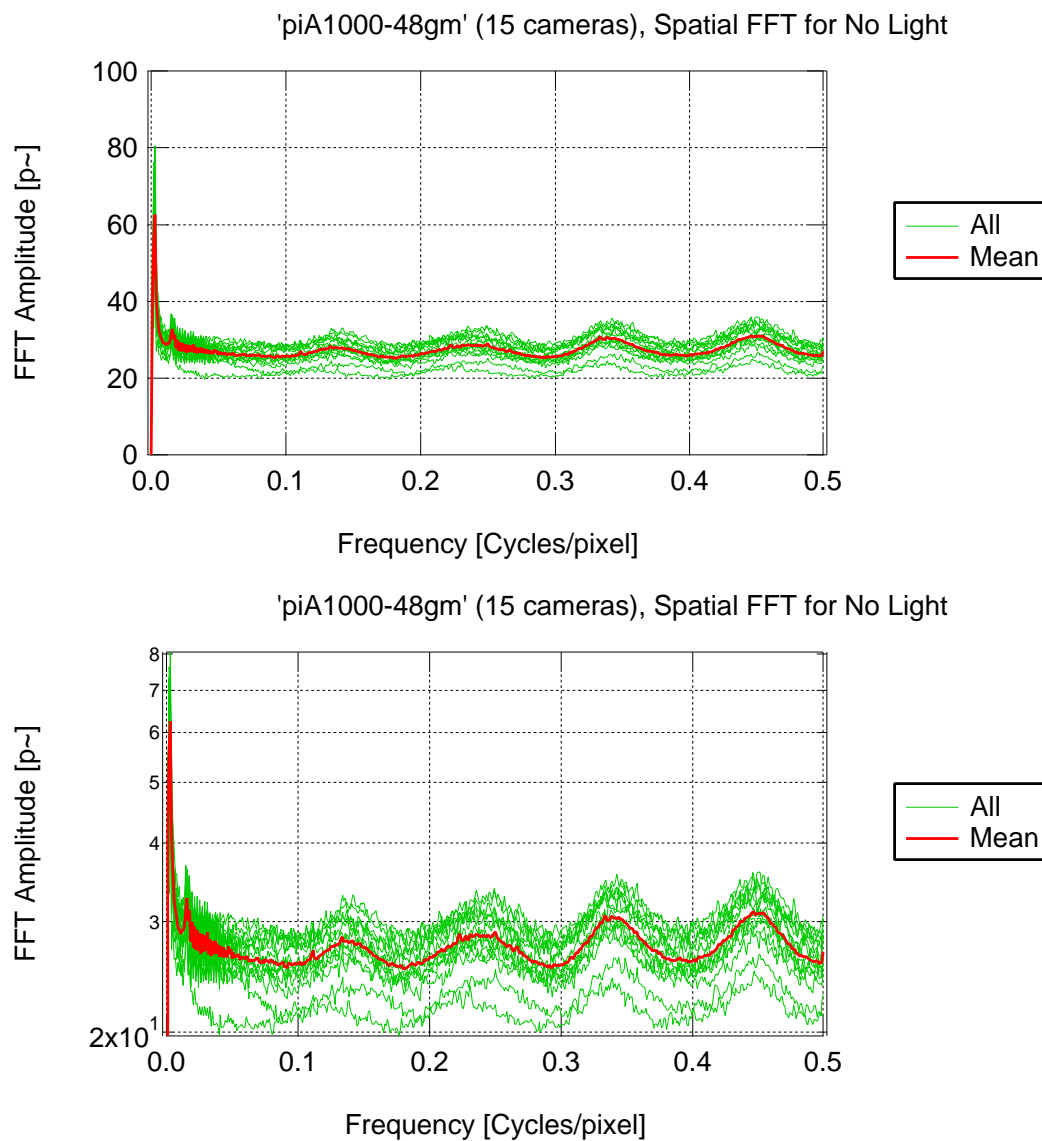 'piA1000-48gm' (15 cameras), Spatial FFT for No Light
100
80
60
40
20
0
FFT Amplitude [p~]
0.0 0.1 0.2 0.3 0.4 0.5
Frequency [Cycles/pixel]
All
Mean
'piA1000-48gm' (15 cameras), Spatial FFT for No Light
8
7
6
5
4
3
2x10^1
FFT Amplitude [p~]
0.0 0.1 0.2 0.3 0.4 0.5
Frequency [Cycles/pixel]
All
Mean